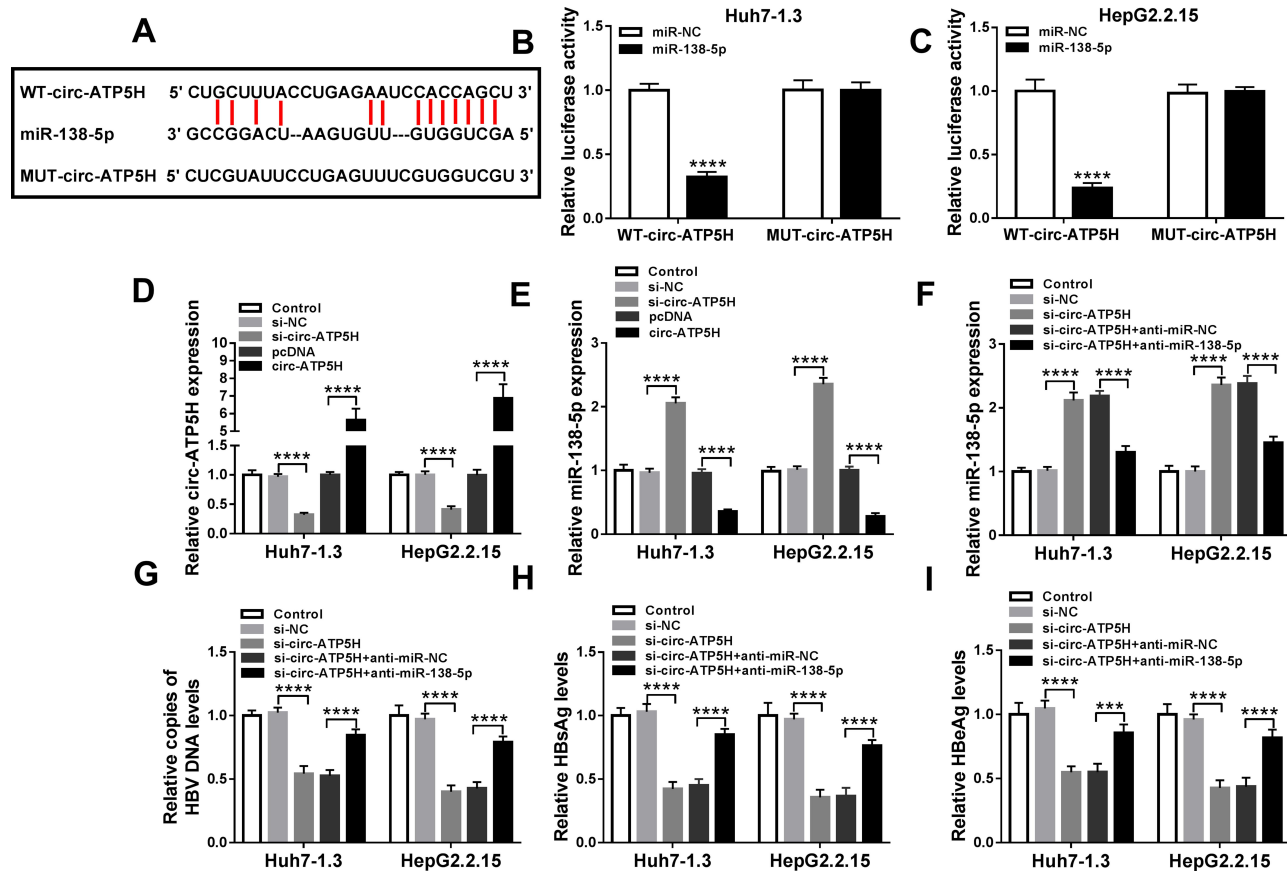 A
WT-circ-ATP5H 5' CUGCUUUACCUGAGAAUCCACCAGCU 3'
miR-138-5p 3' GCCGGACU--AAGUGUU---GUGGUCGA 5'
MUT-circ-ATP5H 5' CUCGUAUUCCUGAGUUUCGUGGUCGU 3'
B
Huh7-1.3
miR-NC
miR-138-5p
Relative luciferase activity
1.5
1.0
0.5
0.0
****
WT-circ-ATP5H MUT-circ-ATP5H
C
HepG2.2.15
miR-NC
miR-138-5p
Relative luciferase activity
1.5
1.0
0.5
0.0
****
WT-circ-ATP5H MUT-circ-ATP5H
D
Control
si-NC
si-circ-ATP5H
pcDNA
circ-ATP5H
Relative circ-ATP5H expression
10
9
8
7
6
5
1.5
1.0
0.5
0.0
**** **** **** ****
Huh7-1.3 HepG2.2.15
E
Control
si-NC
si-circ-ATP5H
pcDNA
circ-ATP5H
Relative miR-138-5p expression
3
2
1
0
**** **** **** ****
Huh7-1.3 HepG2.2.15
F
Control
si-NC
si-circ-ATP5H
si-circ-ATP5H+anti-miR-NC
si-circ-ATP5H+anti-miR-138-5p
Relative miR-138-5p expression
3
2
1
0
**** **** **** ****
Huh7-1.3 HepG2.2.15
G
Control
si-NC
si-circ-ATP5H
si-circ-ATP5H+anti-miR-NC
si-circ-ATP5H+anti-miR-138-5p
Relative copies of
HBV DNA levels
1.5
1.0
0.5
0.0
**** **** **** ****
Huh7-1.3 HepG2.2.15
H
Control
si-NC
si-circ-ATP5H
si-circ-ATP5H+anti-miR-NC
si-circ-ATP5H+anti-miR-138-5p
Relative HBsAg levels
1.5
1.0
0.5
0.0
**** **** **** ****
Huh7-1.3 HepG2.2.15
I
Control
si-NC
si-circ-ATP5H
si-circ-ATP5H+anti-miR-NC
si-circ-ATP5H+anti-miR-138-5p
Relative HBeAg levels
1.5
1.0
0.5
0.0
**** *** **** ****
Huh7-1.3 HepG2.2.15